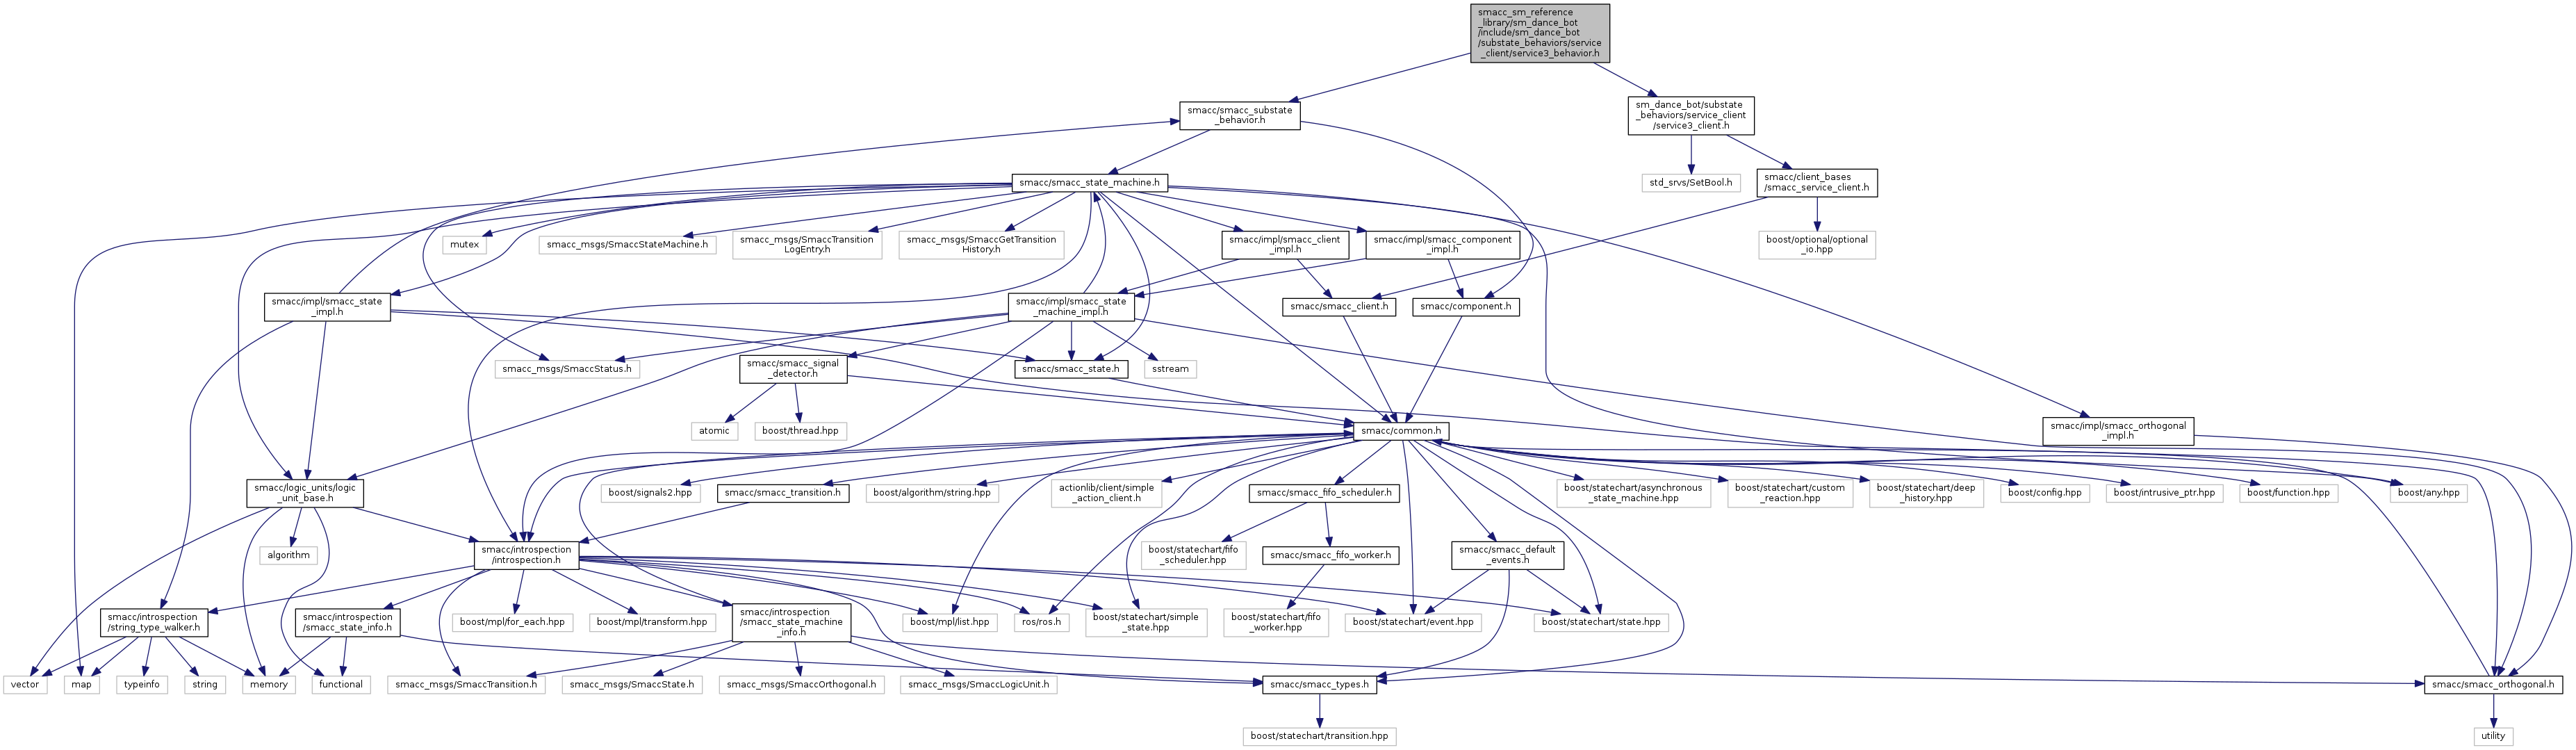 smacc_sm_reference
_library/sm_dance_bot
/include/sm_dance_bot
/substate_behaviors/service
_client/service3_behavior.h
smacc/smacc_substate
_behavior.h
sm_dance_bot/substate
_behaviors/service_client
/service3_client.h
smacc/smacc_state_machine.h
std_srvs/SetBool.h
smacc/client_bases
/smacc_service_client.h
mutex
smacc_msgs/SmaccStateMachine.h
smacc_msgs/SmaccTransition
LogEntry.h
smacc_msgs/SmaccGetTransition
History.h
smacc/impl/smacc_client
_impl.h
smacc/impl/smacc_component
_impl.h
boost/optional/optional
_io.hpp
smacc/impl/smacc_state
_impl.h
smacc/impl/smacc_state
_machine_impl.h
smacc/smacc_client.h
smacc/component.h
smacc_msgs/SmaccStatus.h
smacc/smacc_signal
_detector.h
smacc/smacc_state.h
sstream
atomic
boost/thread.hpp
smacc/common.h
smacc/impl/smacc_orthogonal
_impl.h
smacc/logic_units/logic
_unit_base.h
boost/signals2.hpp
smacc/smacc_transition.h
boost/algorithm/string.hpp
actionlib/client/simple
_action_client.h
smacc/smacc_fifo_scheduler.h
boost/statechart/asynchronous
_state_machine.hpp
boost/statechart/custom
_reaction.hpp
boost/statechart/deep
_history.hpp
boost/config.hpp
boost/intrusive_ptr.hpp
boost/function.hpp
boost/any.hpp
algorithm
smacc/introspection
/introspection.h
boost/statechart/fifo
_scheduler.hpp
smacc/smacc_fifo_worker.h
smacc/smacc_default
_events.h
smacc/introspection
/string_type_walker.h
smacc/introspection
/smacc_state_info.h
boost/mpl/for_each.hpp
boost/mpl/transform.hpp
smacc/introspection
/smacc_state_machine
_info.h
boost/mpl/list.hpp
ros/ros.h
boost/statechart/simple
_state.hpp
boost/statechart/fifo
_worker.hpp
boost/statechart/event.hpp
boost/statechart/state.hpp
vector
map
typeinfo
string
memory
functional
smacc_msgs/SmaccTransition.h
smacc_msgs/SmaccState.h
smacc_msgs/SmaccOrthogonal.h
smacc_msgs/SmaccLogicUnit.h
smacc/smacc_types.h
smacc/smacc_orthogonal.h
boost/statechart/transition.hpp
utility